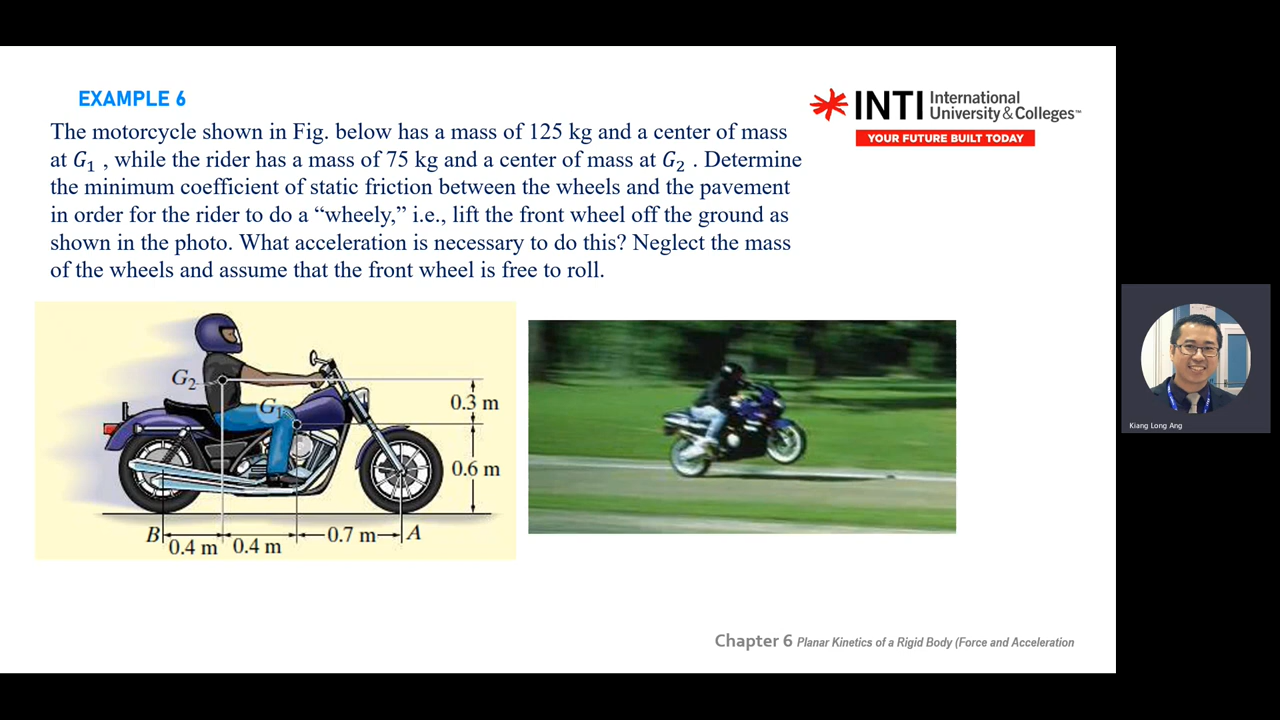 EXAMPLE 6
The motorcycle shown in Fig. below has a mass of 125 kg and a center of mass
at G₁ , while the rider has a mass of 75 kg and a center of mass at G₂ . Determine
the minimum coefficient of static friction between the wheels and the pavement
in order for the rider to do a “wheely,” i.e., lift the front wheel off the ground as
shown in the photo. What acceleration is necessary to do this? Neglect the mass
of the wheels and assume that the front wheel is free to roll.
INTI International
University & Colleges™
YOUR FUTURE BUILT TODAY
G₂
G₁
0.3 m
0.6 m
B
0.4 m
0.4 m
0.7 m
A
Kiang Long Ang
Chapter 6 Planar Kinetics of a Rigid Body (Force and Acceleration